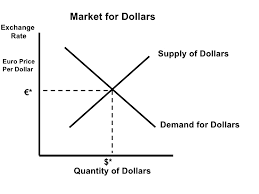 Market for Dollars
Exchange
Rate
Euro Price
Per Dollar
Supply of Dollars
€*
Demand for Dollars
$*
Quantity of Dollars